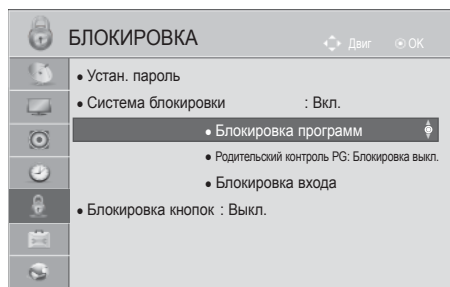 БЛОКИРОВКА
Двиг ОК
• Устан. пароль
• Система блокировки : Вкл.
• Блокировка программ
• Родительский контроль PG: Блокировка выкл.
• Блокировка входа
• Блокировка кнопок : Выкл.